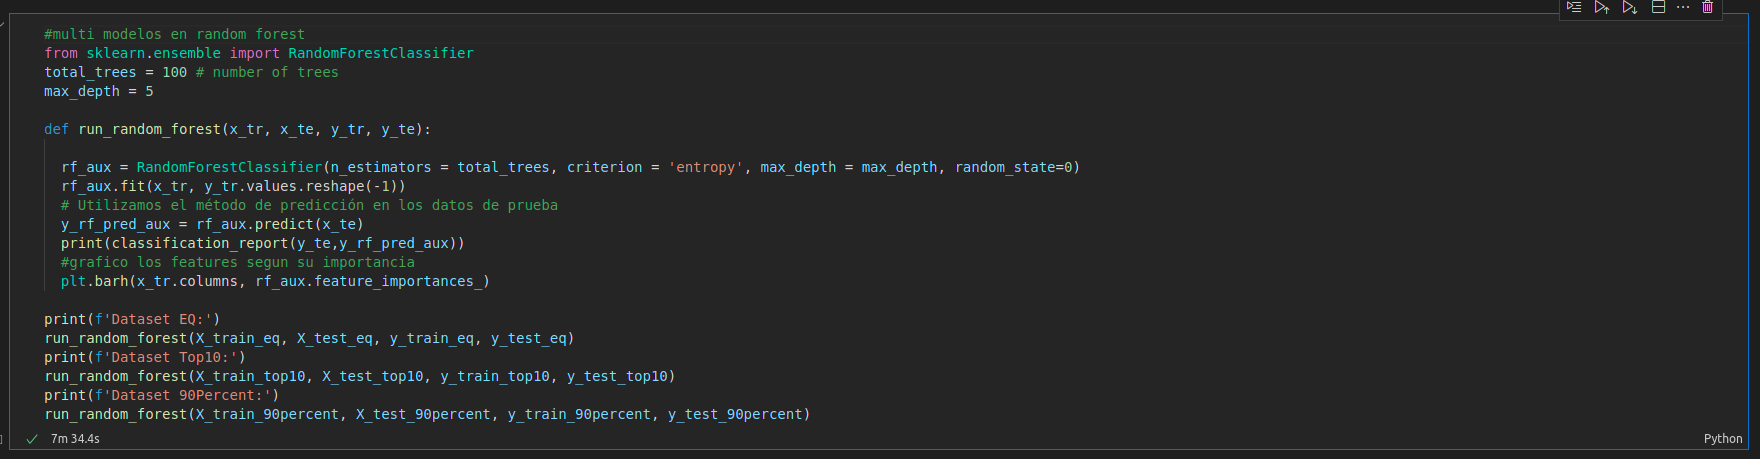 #multi modelos en random forest
from sklearn.ensemble import RandomForestClassifier
total_trees = 100 # number of trees
max_depth = 5
def run_random_forest(x_tr, x_te, y_tr, y_te):
rf_aux = RandomForestClassifier(n_estimators = total_trees, criterion = 'entropy', max_depth = max_depth, random_state=0)
rf_aux.fit(x_tr, y_tr.values.reshape(-1))
# Utilizamos el método de predicción en los datos de prueba
y_rf_pred_aux = rf_aux.predict(x_te)
print(classification_report(y_te,y_rf_pred_aux))
#grafico los features segun su importancia
plt.barh(x_tr.columns, rf_aux.feature_importances_)
print(f'Dataset EQ:')
run_random_forest(X_train_eq, X_test_eq, y_train_eq, y_test_eq)
print(f'Dataset Top10:')
run_random_forest(X_train_top10, X_test_top10, y_train_top10, y_test_top10)
print(f'Dataset 90Percent:')
run_random_forest(X_train_90percent, X_test_90percent, y_train_90percent, y_test_90percent)
7m 34.4s
Python